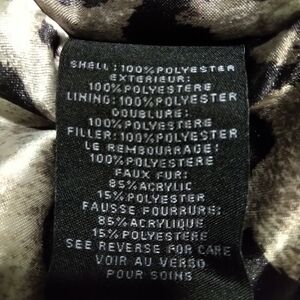 SHELL: 100% POLYESTER
EXTERIEUR:
100% POLYESTERE
LINING: 100% POLYESTER
DOUBLURE:
100% POLYESTERE
FILLER: 100% POLYESTER
LE REMBOURRAGE:
100% POLYESTERE
FAUX FUR:
85% ACRYLIC
15% POLYESTER
FAUSSE FOURRURE:
85% ACRYLIQUE
15% POLYESTERE
SEE REVERSE FOR CARE
VOIR AU VERSO
POUR SOINS